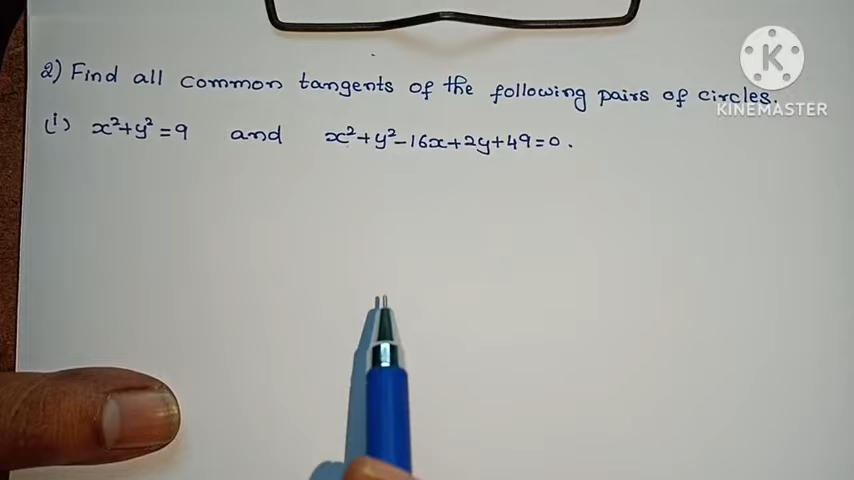 2) Find all common tangents of the following pairs of circles.
(i) x²+y²=9 and x²+y²-16x+2y+49=0.
K
KINEMASTER